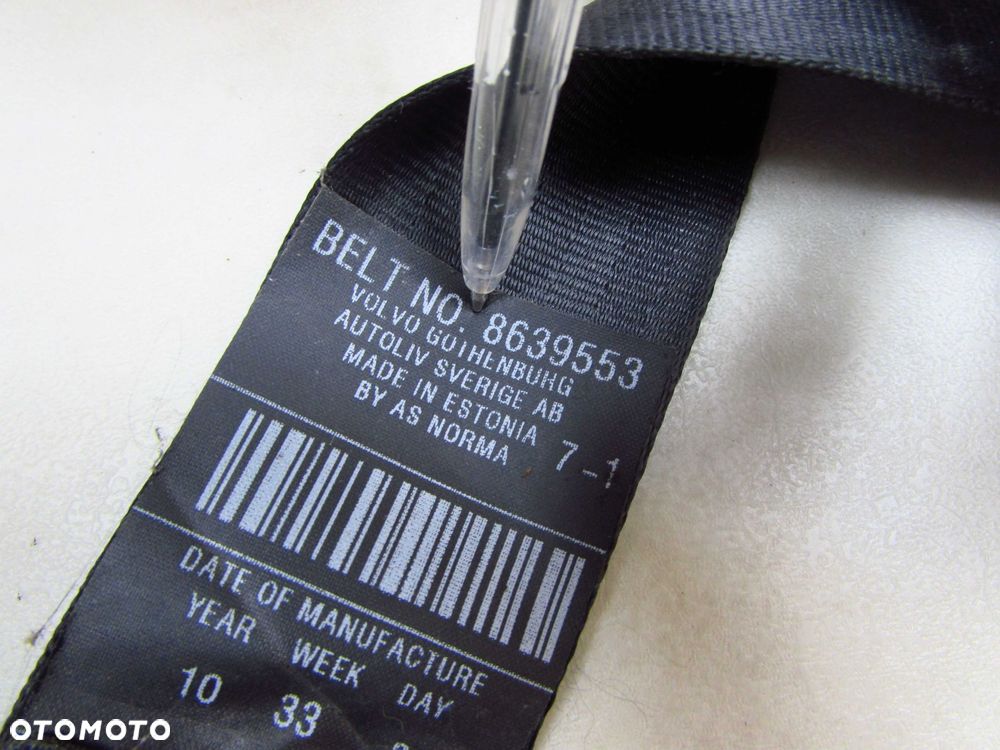 BELT NO. 8639553
VOLVO GOTHENBURG
AUTOLIV SVERIGE AB
MADE IN ESTONIA
BY AS NORMA 7-1
DATE OF MANUFACTURE
YEAR WEEK DAY
10 33
OTOMOTO